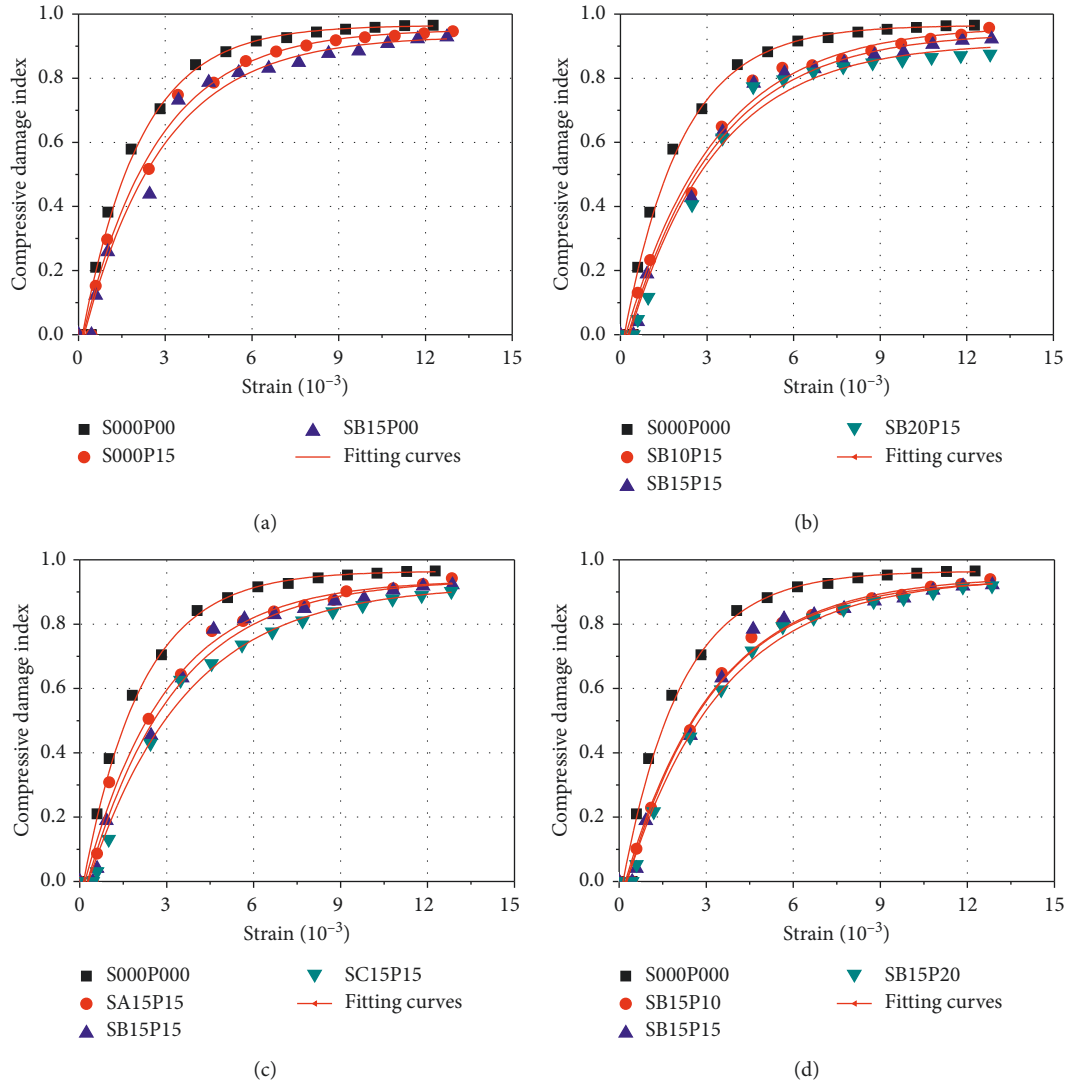 1.0
0.8
0.6
0.4
0.2
0.0
Compressive damage index
0 3 6 9 12 15
Strain (10⁻³)
S000P00
S000P15
SB15P00
Fitting curves
(a)
1.0
0.8
0.6
0.4
0.2
0.0
Compressive damage index
0 3 6 9 12 15
Strain (10⁻³)
S000P000
SB10P15
SB15P15
SB20P15
Fitting curves
(b)
1.0
0.8
0.6
0.4
0.2
0.0
Compressive damage index
0 3 6 9 12 15
Strain (10⁻³)
S000P000
SA15P15
SB15P15
SC15P15
Fitting curves
(c)
1.0
0.8
0.6
0.4
0.2
0.0
Compressive damage index
0 3 6 9 12 15
Strain (10⁻³)
S000P000
SB15P10
SB15P15
SB15P20
Fitting curves
(d)